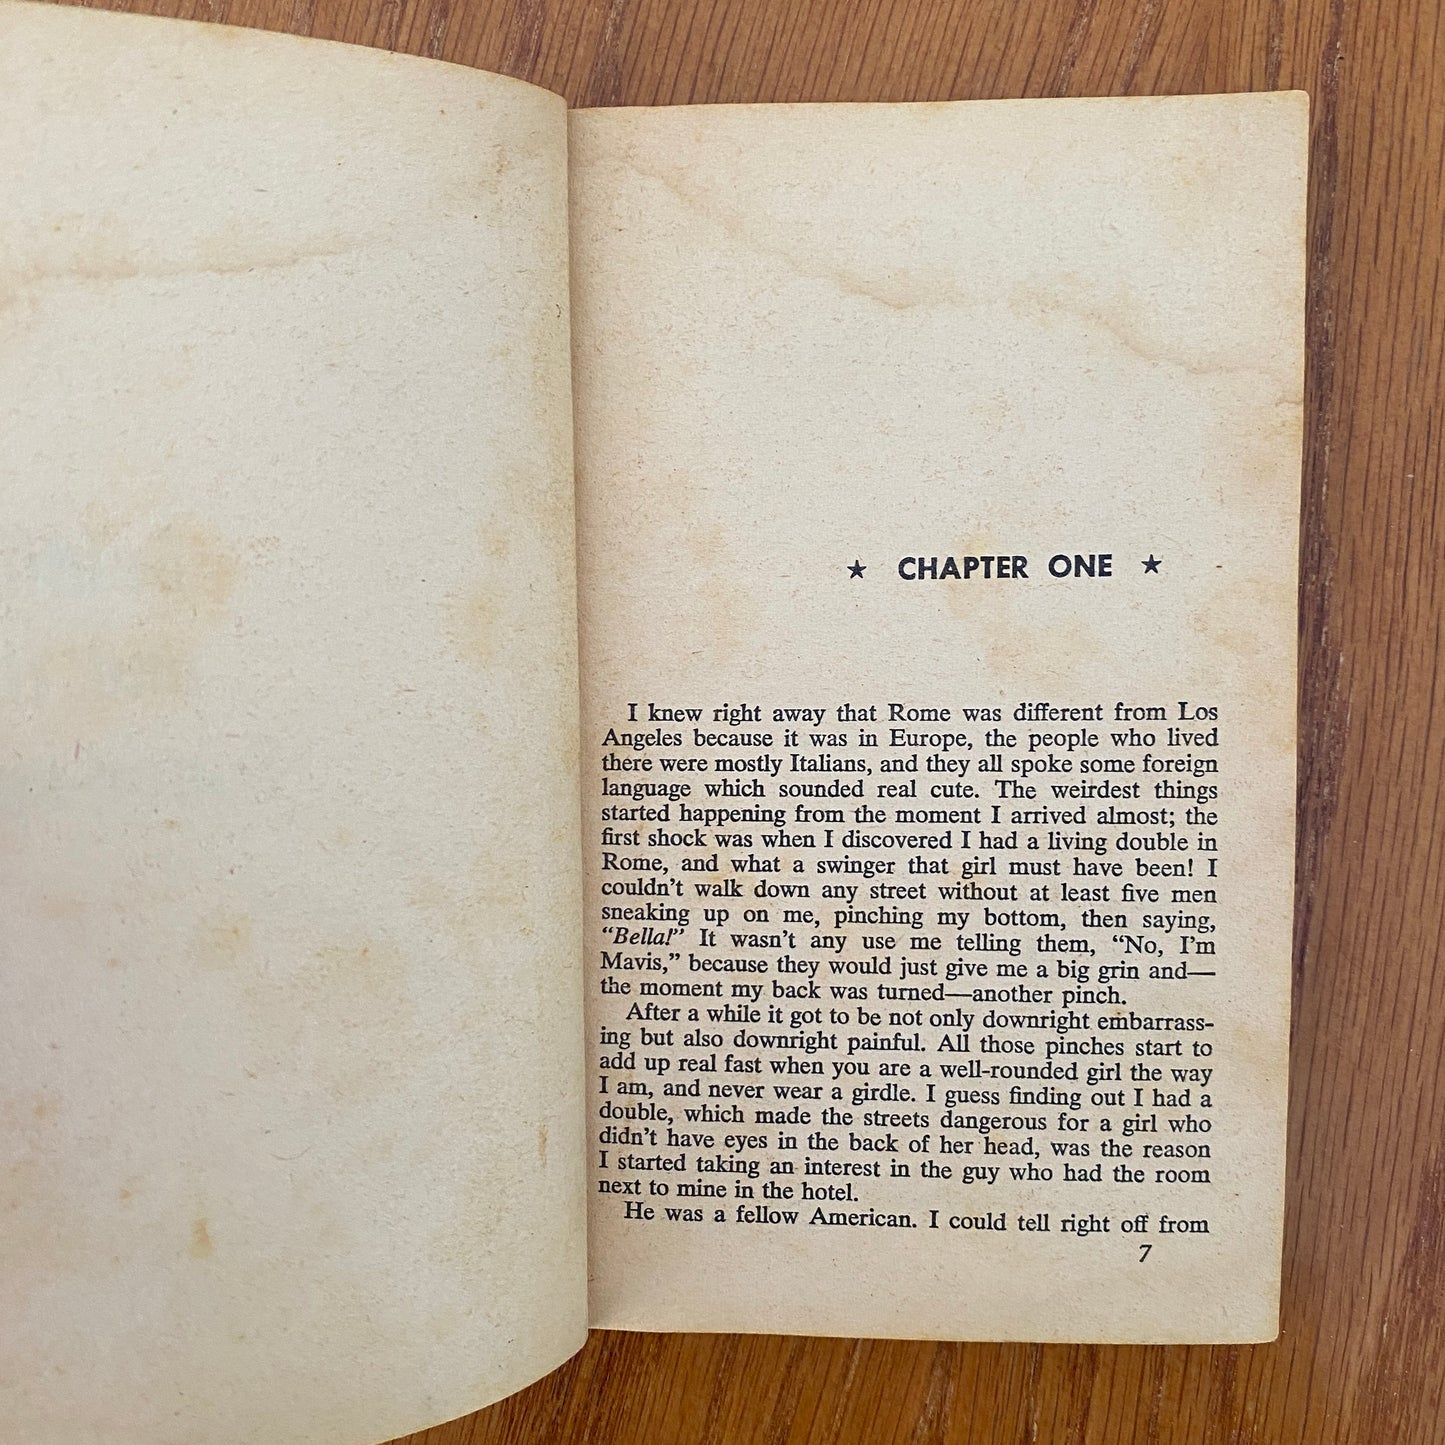 ★ CHAPTER ONE ★
I knew right away that Rome was different from Los
Angeles because it was in Europe, the people who lived
there were mostly Italians, and they all spoke some foreign
language which sounded real cute. The weirdest things
started happening from the moment I arrived almost; the
first shock was when I discovered I had a living double in
Rome, and what a swinger that girl must have been! I
couldn't walk down any street without at least five men
sneaking up on me, pinching my bottom, then saying,
"Bella!" It wasn't any use me telling them, "No, I'm
Mavis," because they would just give me a big grin and—
the moment my back was turned—another pinch.
After a while it got to be not only downright embarrass-
ing but also downright painful. All those pinches start to
add up real fast when you are a well-rounded girl the way
I am, and never wear a girdle. I guess finding out I had a
double, which made the streets dangerous for a girl who
didn't have eyes in the back of her head, was the reason
I started taking an interest in the guy who had the room
next to mine in the hotel.
He was a fellow American. I could tell right off from
7